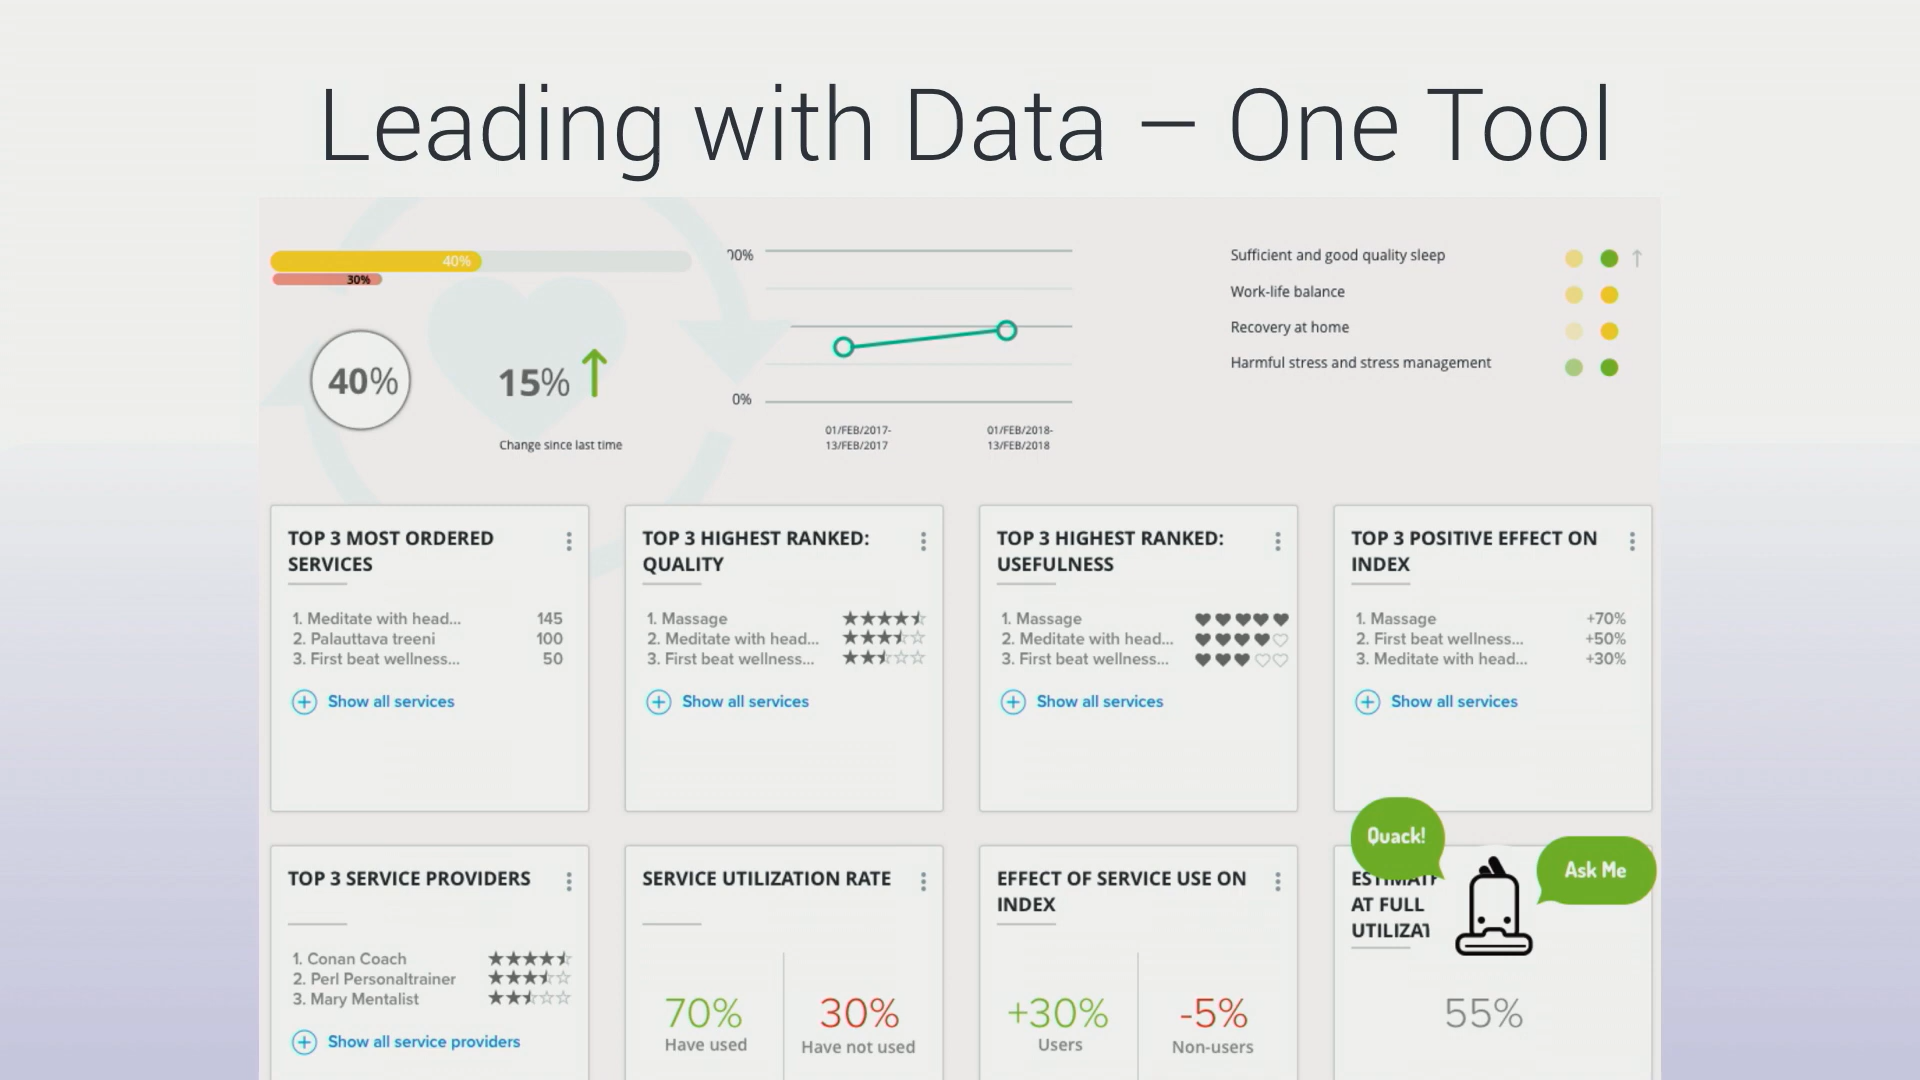 Leading with Data – One Tool
40%
30%
40%
15%
Change since last time
00%
0%
01/FEB/2017-
13/FEB/2017
01/FEB/2018-
13/FEB/2018
Sufficient and good quality sleep
Work-life balance
Recovery at home
Harmful stress and stress management
TOP 3 MOST ORDERED
SERVICES
1. Meditate with head... 145
2. Palauttava treeni 100
3. First beat wellness... 50
Show all services
TOP 3 HIGHEST RANKED:
QUALITY
1. Massage
2. Meditate with head...
3. First beat wellness...
Show all services
TOP 3 HIGHEST RANKED:
USEFULNESS
1. Massage
2. Meditate with head...
3. First beat wellness...
Show all services
TOP 3 POSITIVE EFFECT ON
INDEX
1. Massage +70%
2. First beat wellness... +50%
3. Meditate with head... +30%
Show all services
TOP 3 SERVICE PROVIDERS
1. Conan Coach
2. Perl Personaltrainer
3. Mary Mentalist
Show all service providers
SERVICE UTILIZATION RATE
70%
Have used
30%
Have not used
EFFECT OF SERVICE USE ON
INDEX
+30%
Users
-5%
Non-users
Quack!
Ask Me
AT FULL
55%